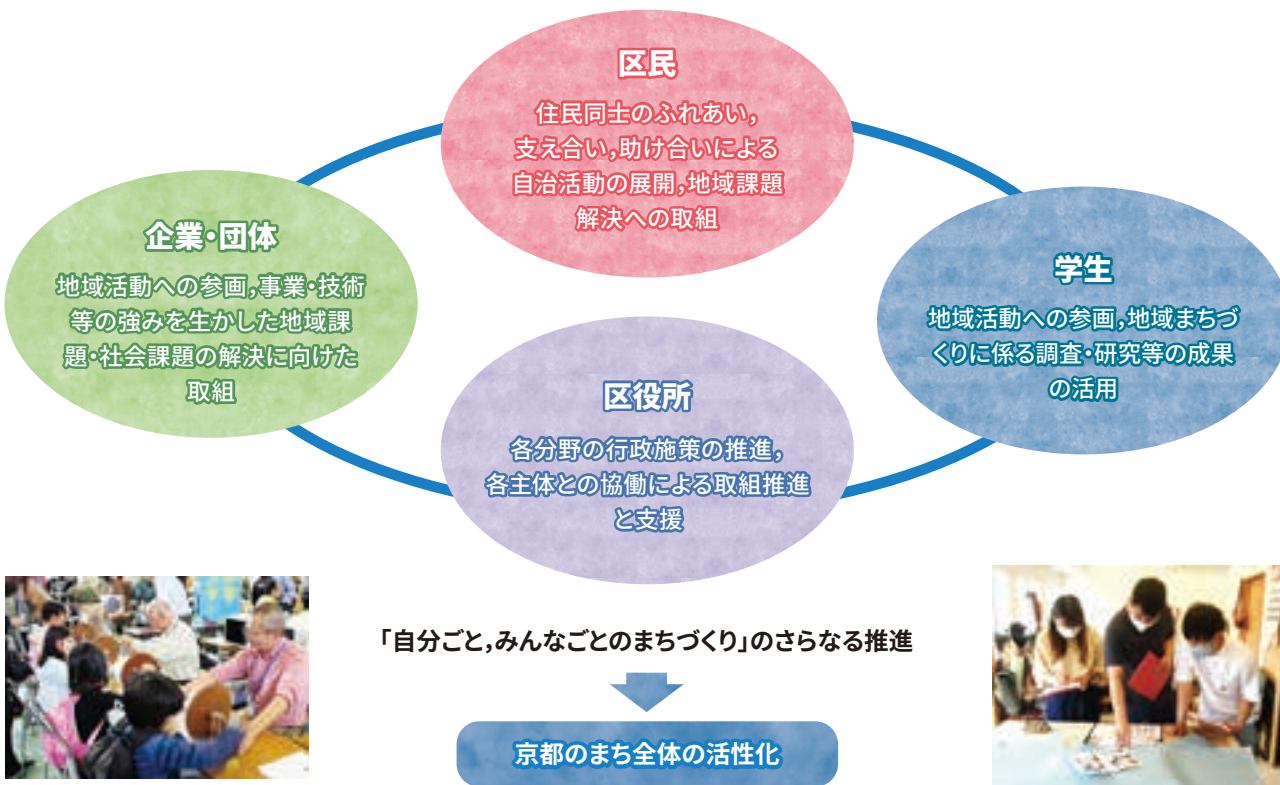 区民
住民同士のふれあい,
支え合い,助け合いによる
自治活動の展開,地域課題
解決への取組
企業・団体
地域活動への参画,事業・技術
等の強みを生かした地域課
題・社会課題の解決に向けた
取組
学生
地域活動への参画,地域まちづ
くりに係る調査・研究等の成果
の活用
区役所
各分野の行政施策の推進,
各主体との協働による取組推進
と支援
「自分ごと,みんなごとのまちづくり」のさらなる推進
京都のまち全体の活性化